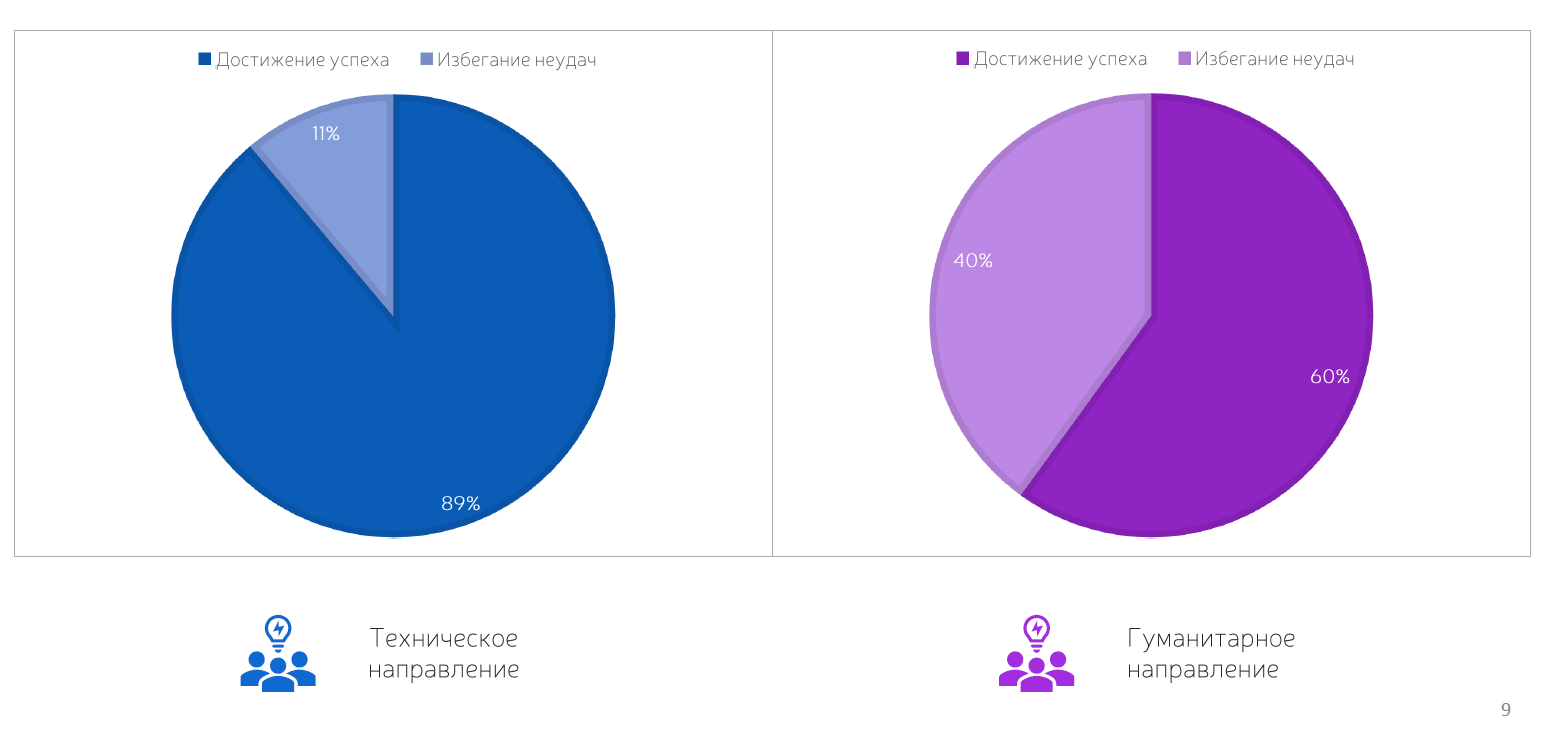 Достижение успеха Избегание неудач
11%
89%
Достижение успеха Избегание неудач
40%
60%
Техническое
направление
Гуманитарное
направление
9